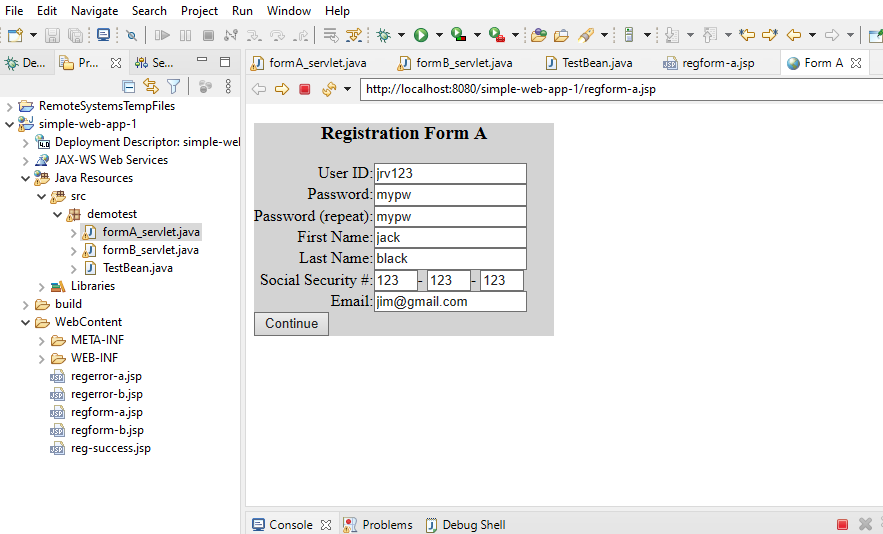 File Edit Navigate Search Project Run Window Help
De... Pr... Se...
formA_servlet.java formB_servlet.java TestBean.java regform-a.jsp Form A
http://localhost:8080/simple-web-app-1/regform-a.jsp
RemoteSystemsTempFiles
simple-web-app-1
Deployment Descriptor: simple-wel
JAX-WS Web Services
Java Resources
src
demotest
formA_servlet.java
formB_servlet.java
TestBean.java
Libraries
build
WebContent
META-INF
WEB-INF
regerror-a.jsp
regerror-b.jsp
regform-a.jsp
regform-b.jsp
reg-success.jsp
Registration Form A
User ID: jrv123
Password: mypw
Password (repeat): mypw
First Name: jack
Last Name: black
Social Security #: 123 - 123 - 123
Email: jim@gmail.com
Continue
Console Problems Debug Shell